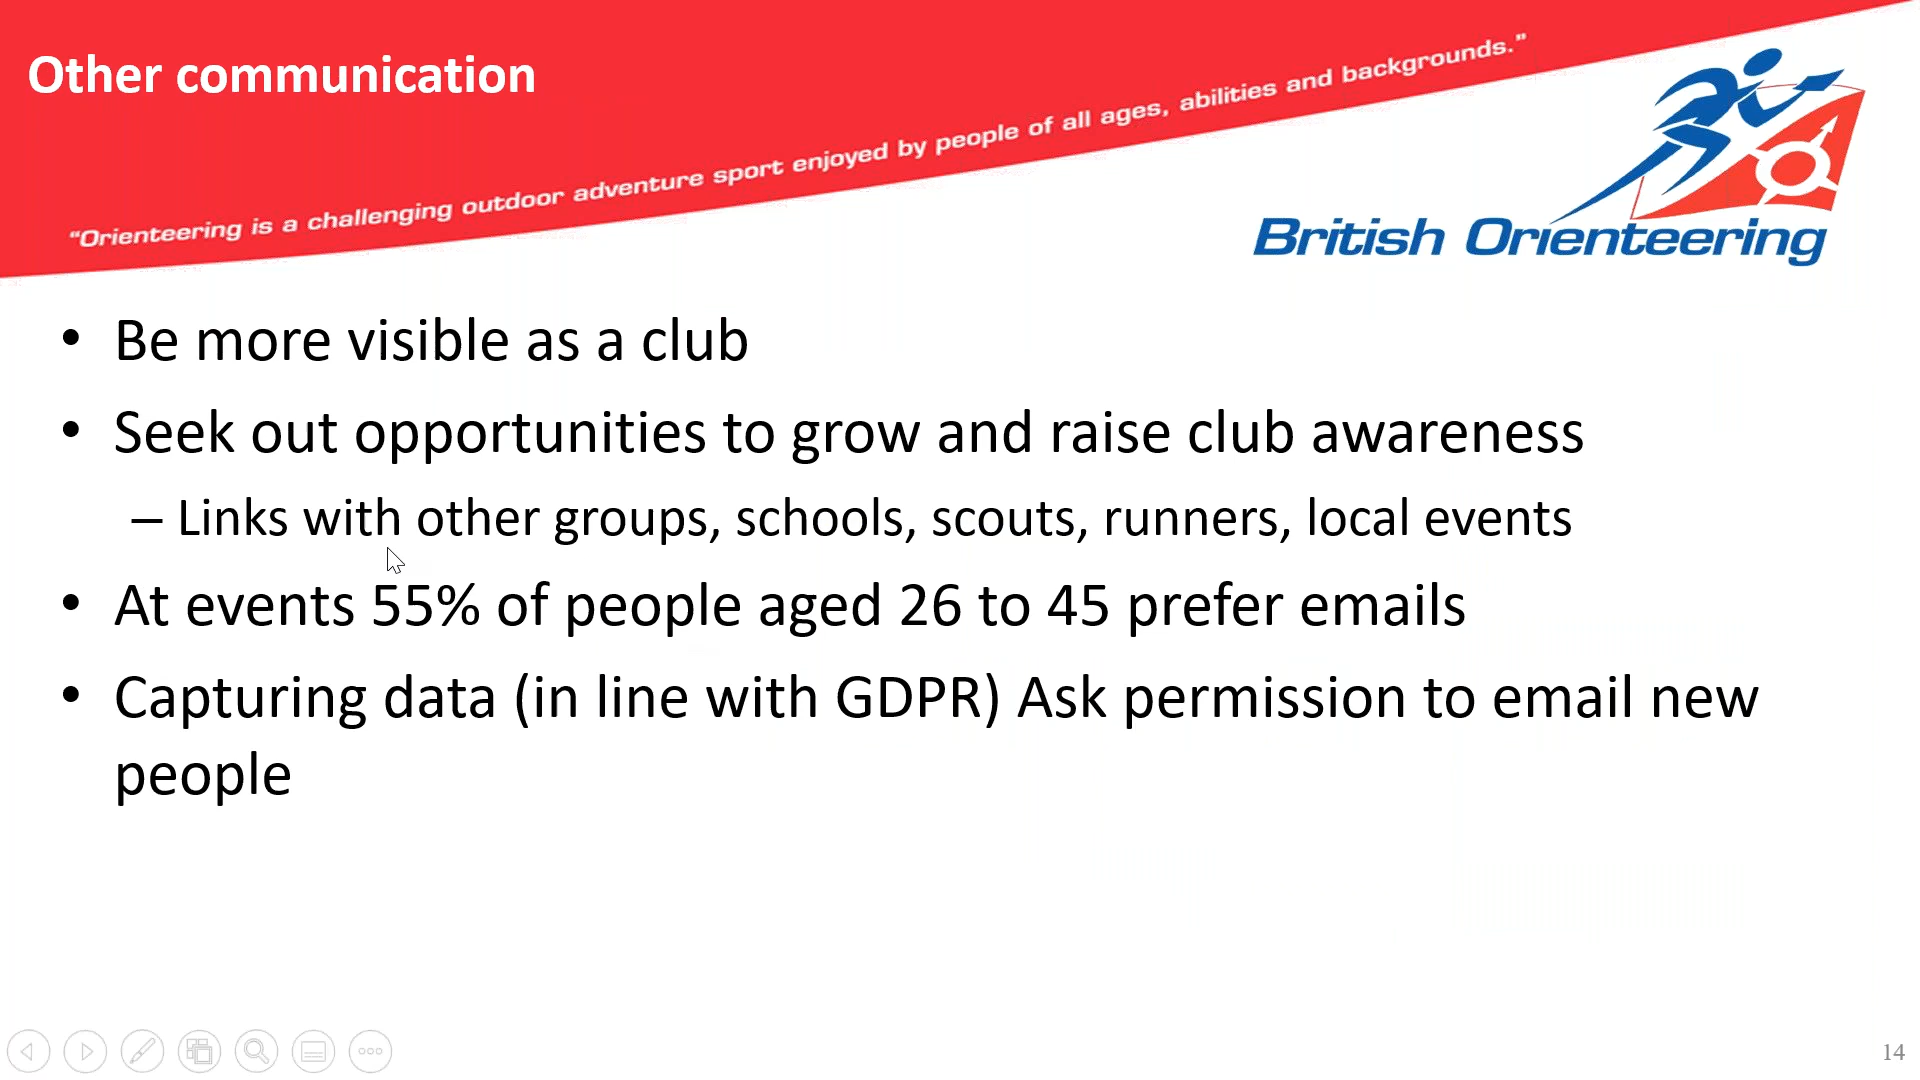 Other communication
“Orienteering is a challenging outdoor adventure sport enjoyed by people of all ages, abilities and backgrounds.”
British Orienteering
• Be more visible as a club
• Seek out opportunities to grow and raise club awareness
– Links with other groups, schools, scouts, runners, local events
• At events 55% of people aged 26 to 45 prefer emails
• Capturing data (in line with GDPR) Ask permission to email new
people
14